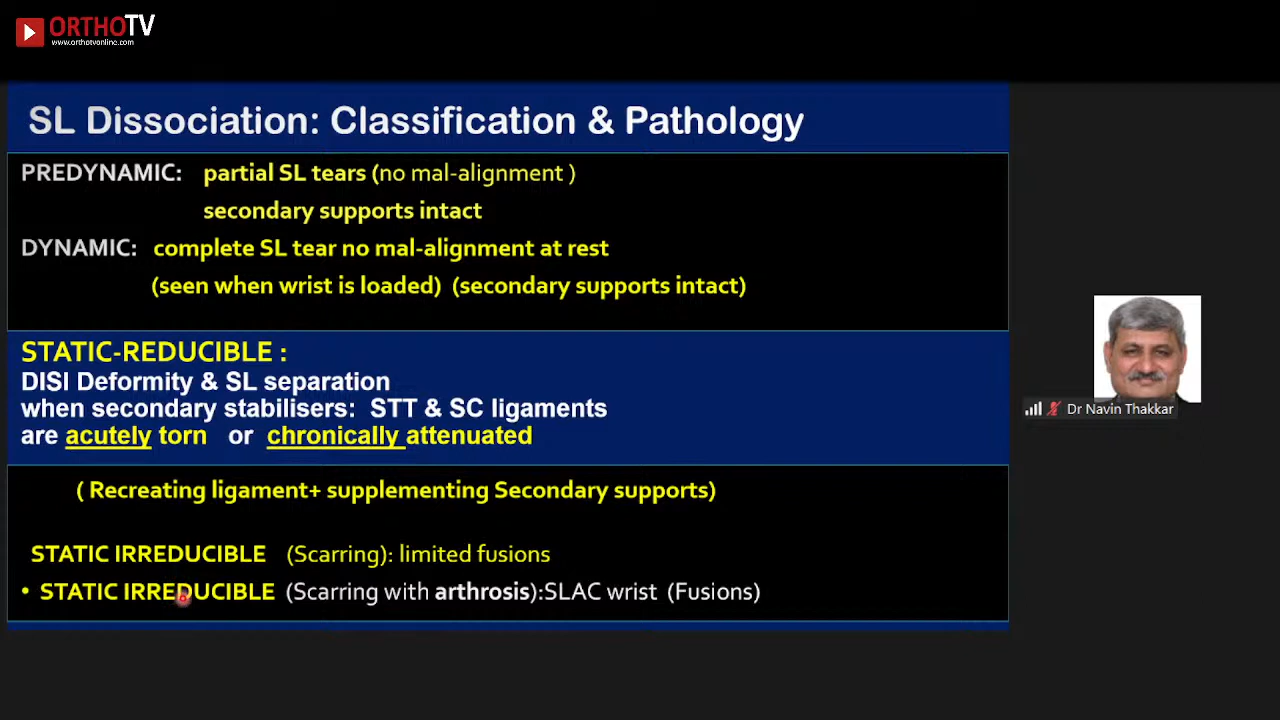 ORTHOTV
www.orthotvonline.com
SL Dissociation: Classification & Pathology
PREDYNAMIC: partial SL tears (no mal-alignment )
secondary supports intact
DYNAMIC: complete SL tear no mal-alignment at rest
(seen when wrist is loaded) (secondary supports intact)
STATIC-REDUCIBLE :
DISI Deformity & SL separation
when secondary stabilisers: STT & SC ligaments
are acutely torn or chronically attenuated
( Recreating ligament+ supplementing Secondary supports)
STATIC IRREDUCIBLE (Scarring): limited fusions
• STATIC IRREDUCIBLE (Scarring with arthrosis):SLAC wrist (Fusions)
Dr Navin Thakkar